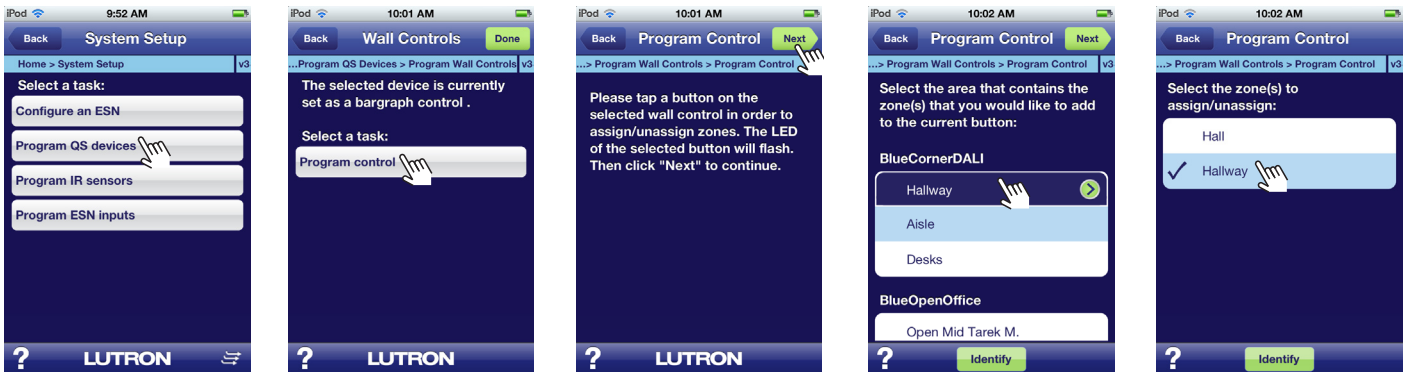 iPod 9:52 AM
Back System Setup
Home > System Setup v3
Select a task:
Configure an ESN
Program QS devices
Program IR sensors
Program ESN inputs
? LUTRON
iPod 10:01 AM
Back Wall Controls Done
...Program QS Devices > Program Wall Controls v3
The selected device is currently
set as a bargraph control .
Select a task:
Program control
? LUTRON
iPod 10:01 AM
Back Program Control Next
...> Program Wall Controls > Program Control
Please tap a button on the
selected wall control in order to
assign/unassign zones. The LED
of the selected button will flash.
Then click "Next" to continue.
? LUTRON
iPod 10:02 AM
Back Program Control Next
...> Program Wall Controls > Program Control v3
Select the area that contains the
zone(s) that you would like to add
to the current button:
BlueCornerDALI
Hallway
Aisle
Desks
BlueOpenOffice
Open Mid Tarek M.
? Identify
iPod 10:02 AM
Back Program Control
...> Program Wall Controls > Program Control v3
Select the zone(s) to
assign/unassign:
Hall
Hallway
? Identify